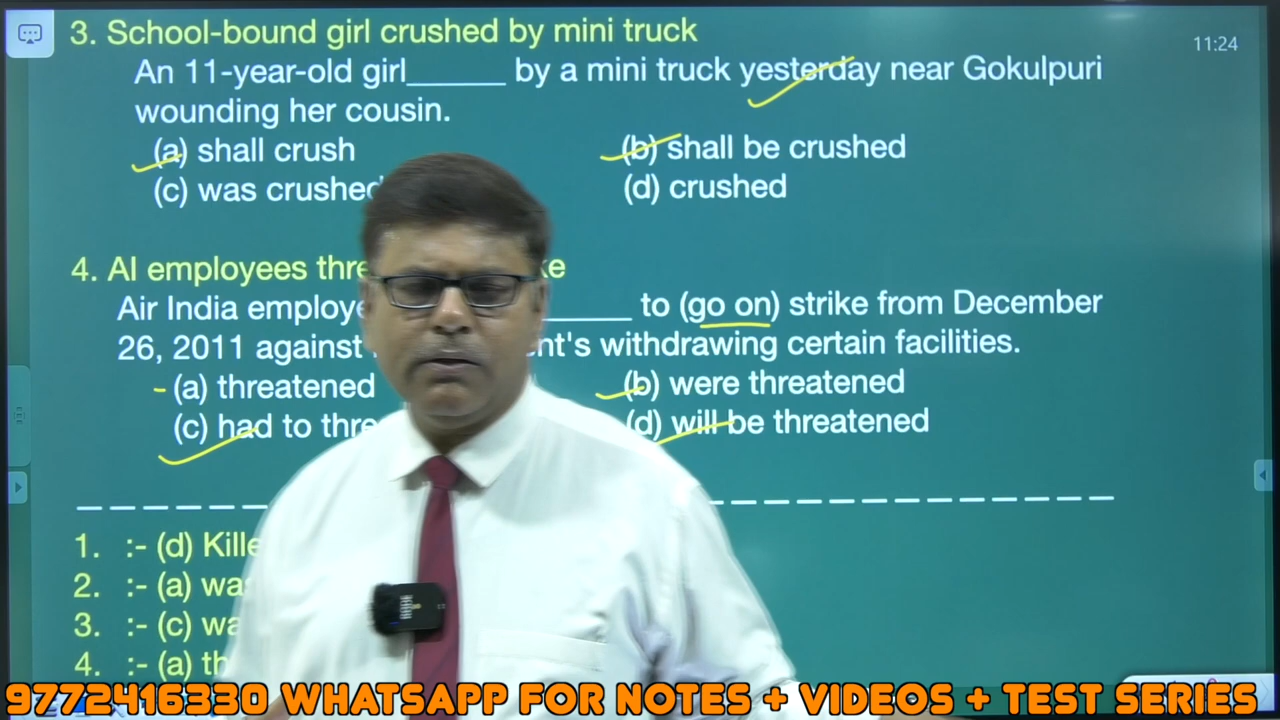 3. School-bound girl crushed by mini truck
11:24
An 11-year-old girl______ by a mini truck yesterday near Gokulpuri
wounding her cousin.
(a) shall crush (b) shall be crushed
(c) was crushed (d) crushed
4. AI employees thre ke
Air India employe ______ to (go on) strike from December
26, 2011 against nt's withdrawing certain facilities.
(a) threatened (b) were threatened
(c) had to thre (d) will be threatened
1. :- (d) Kille
2. :- (a) wa
3. :- (c) wa
4. :- (a) th
9772416330 WHATSAPP FOR NOTES + VIDEOS + TEST SERIES